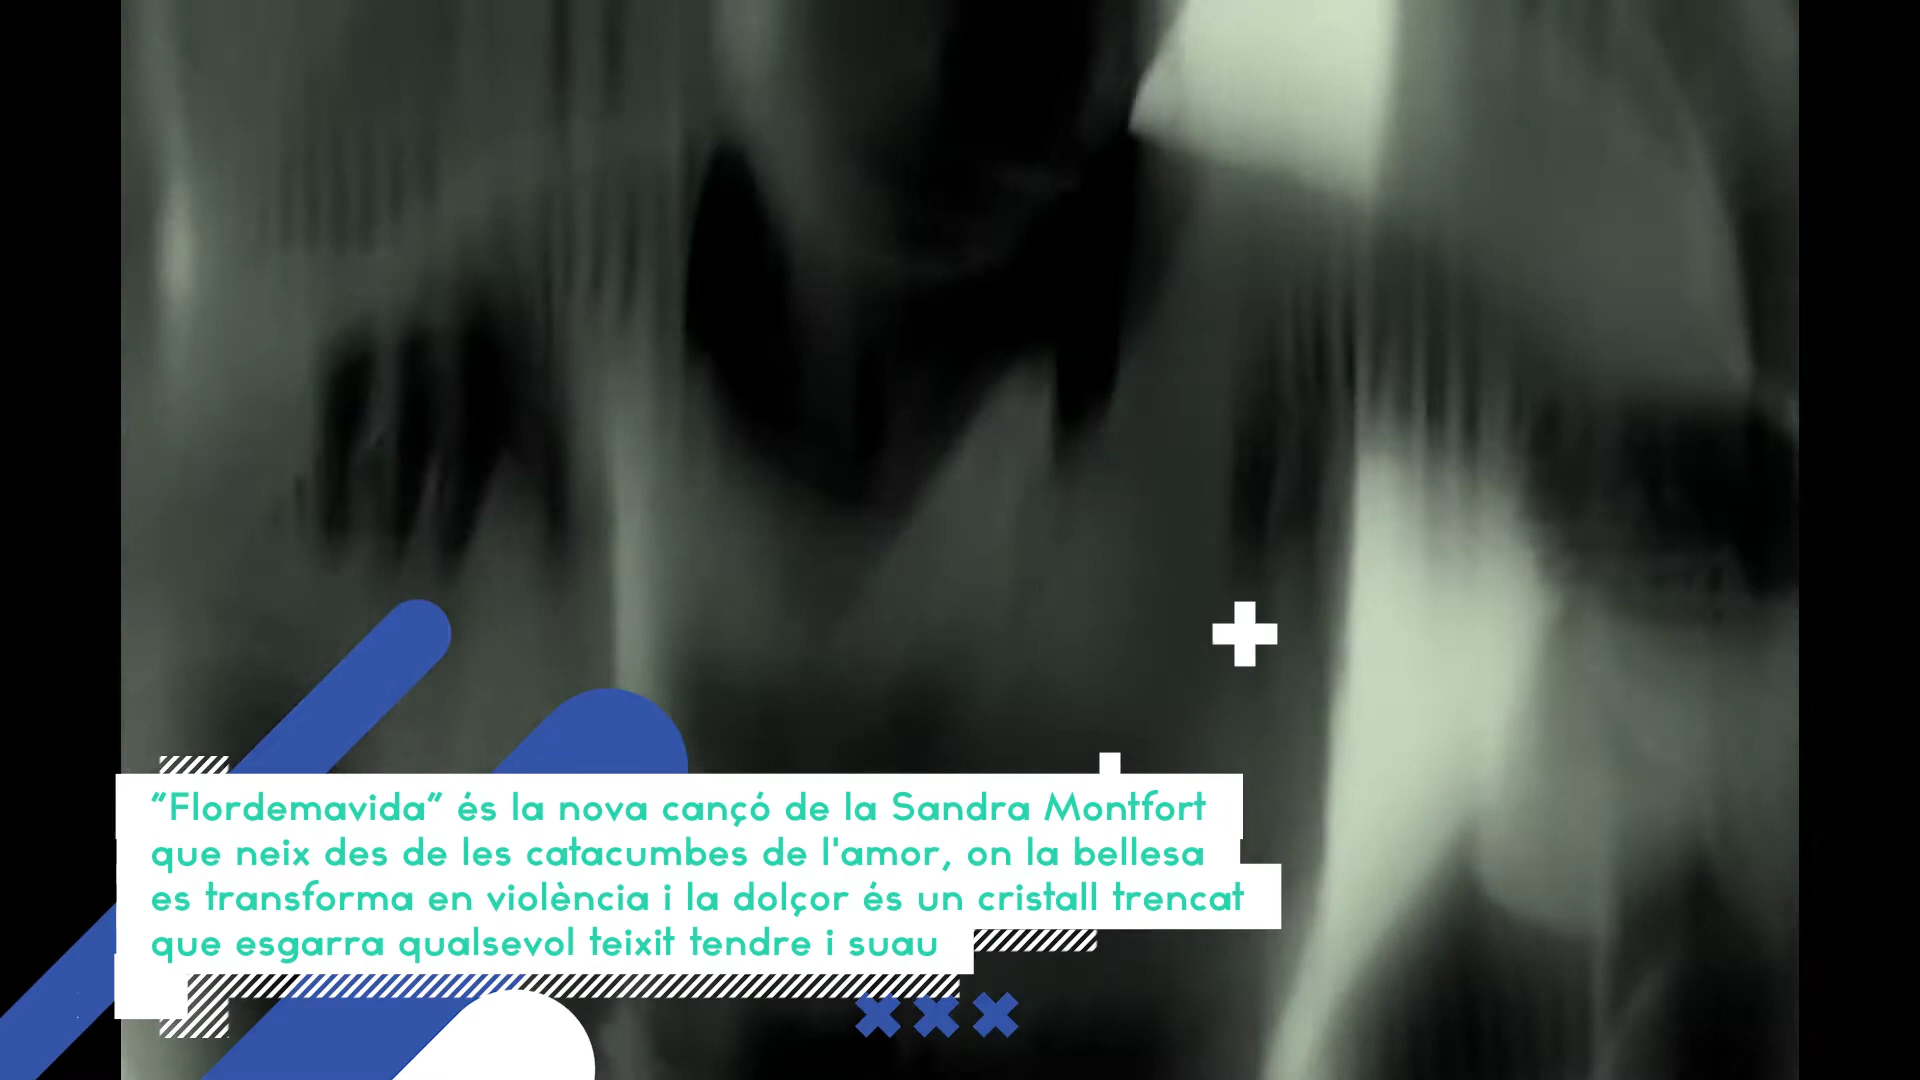 “Flordemavida” és la nova cançó de la Sandra Montfort
que neix des de les catacumbes de l'amor, on la bellesa
es transforma en violència i la dolçor és un cristall trencat
que esgarra qualsevol teixit tendre i suau